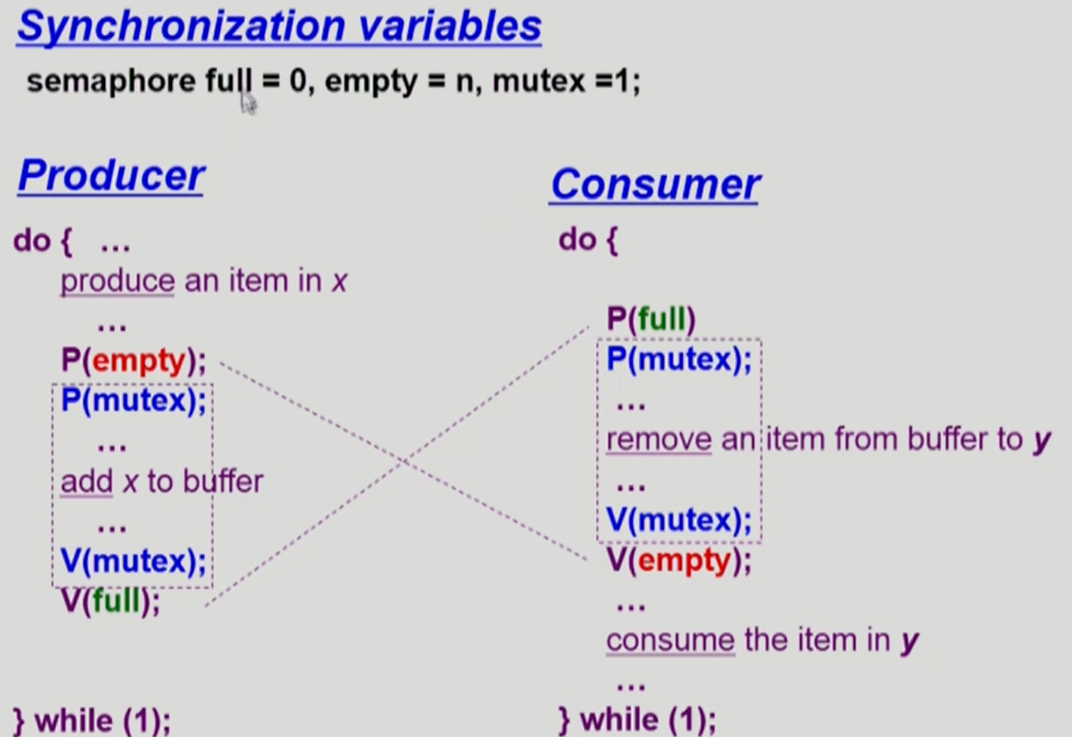 Synchronization variables
semaphore full = 0, empty = n, mutex =1;
Producer
do { ...
produce an item in x
...
P(empty);
P(mutex);
...
add x to buffer
...
V(mutex);
V(full);
} while (1);
Consumer
do {
P(full)
P(mutex);
...
remove an item from buffer to y
...
V(mutex);
V(empty);
...
consume the item in y
...
} while (1);